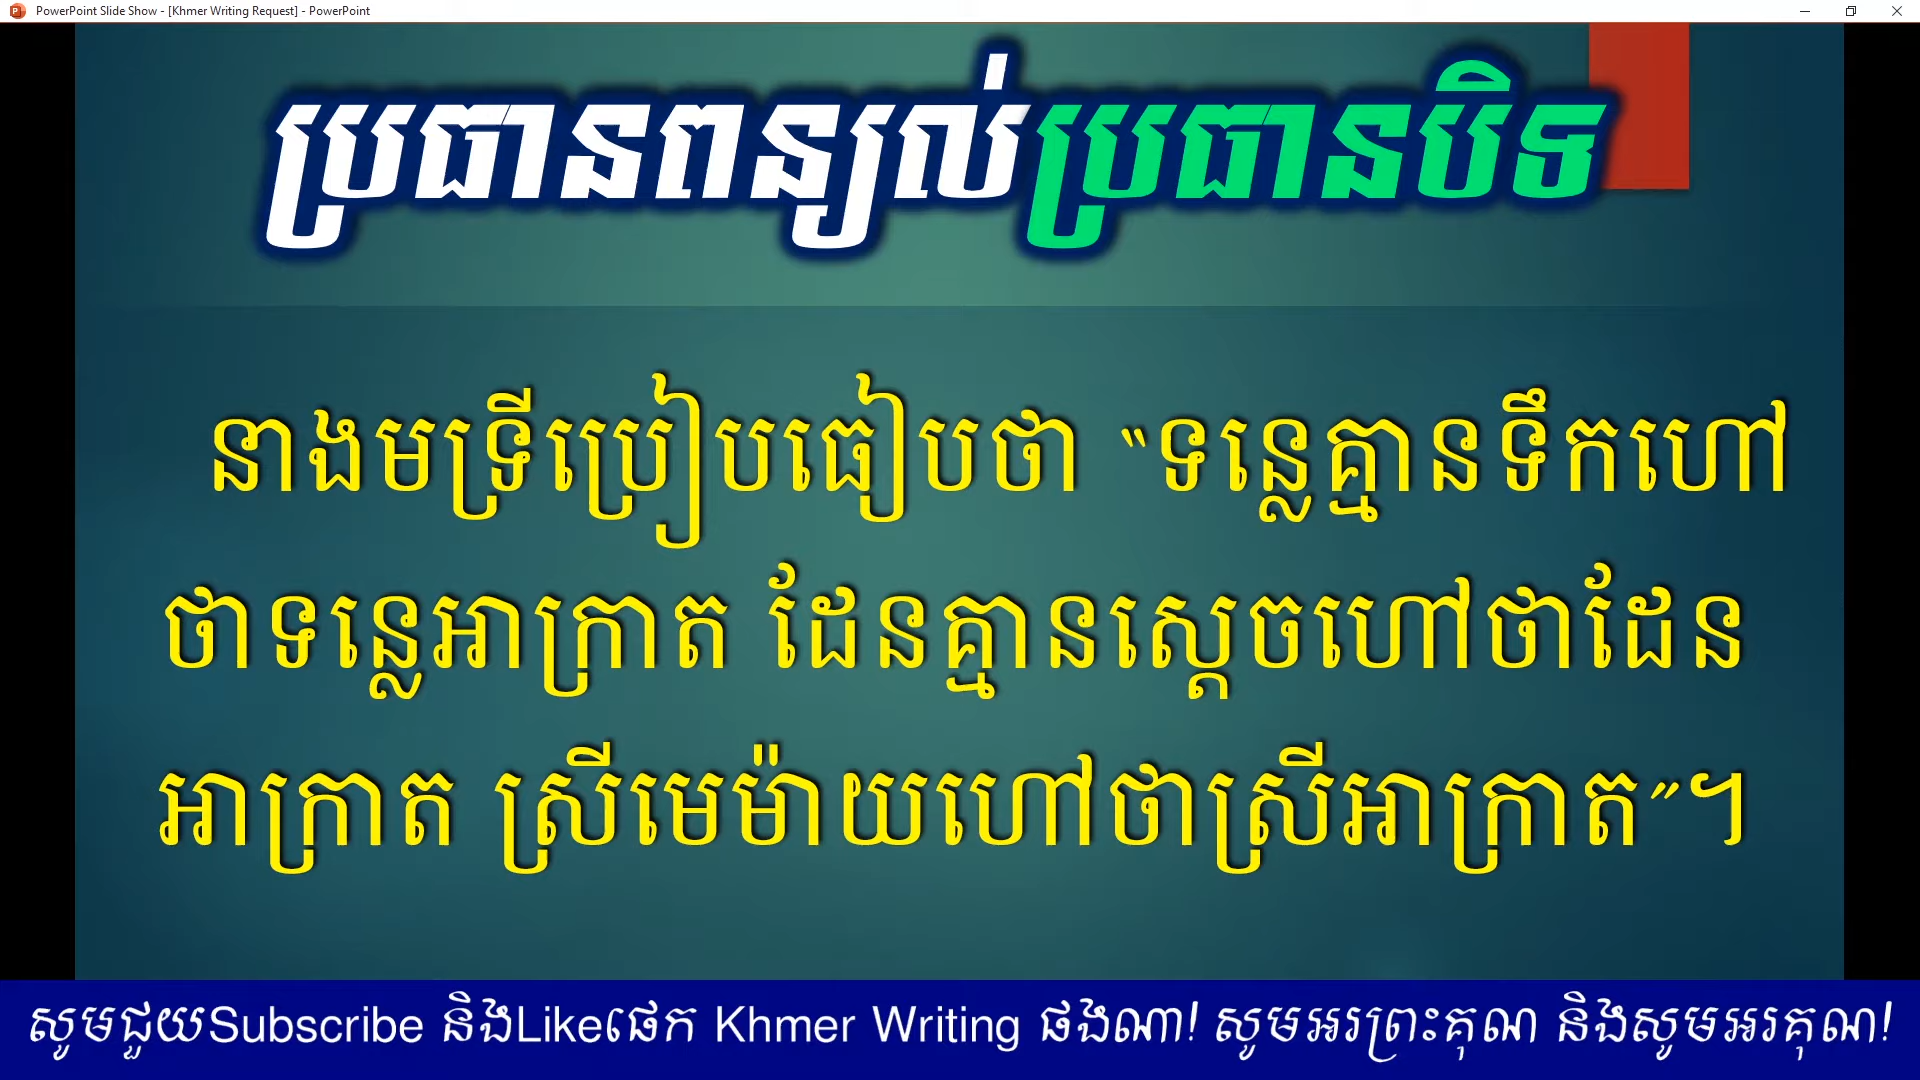 PowerPoint Slide Show - [Khmer Writing Request] - PowerPoint
ប្រធានពន្យល់ប្រធានបិទ
នាងមទ្រីប្រៀបធៀបថា “ទន្លេគ្មានទឹកហៅ
ថាទន្លេអាក្រាត ដែនគ្មានស្ដេចហៅថាដែន
អាក្រាត ស្រីមេម៉ាយហៅថាស្រីអាក្រាត”។
សូមជួយSubscribe និងLikeផេក Khmer Writing ផងណា! សូមអរព្រះគុណ និងសូមអរគុណ!